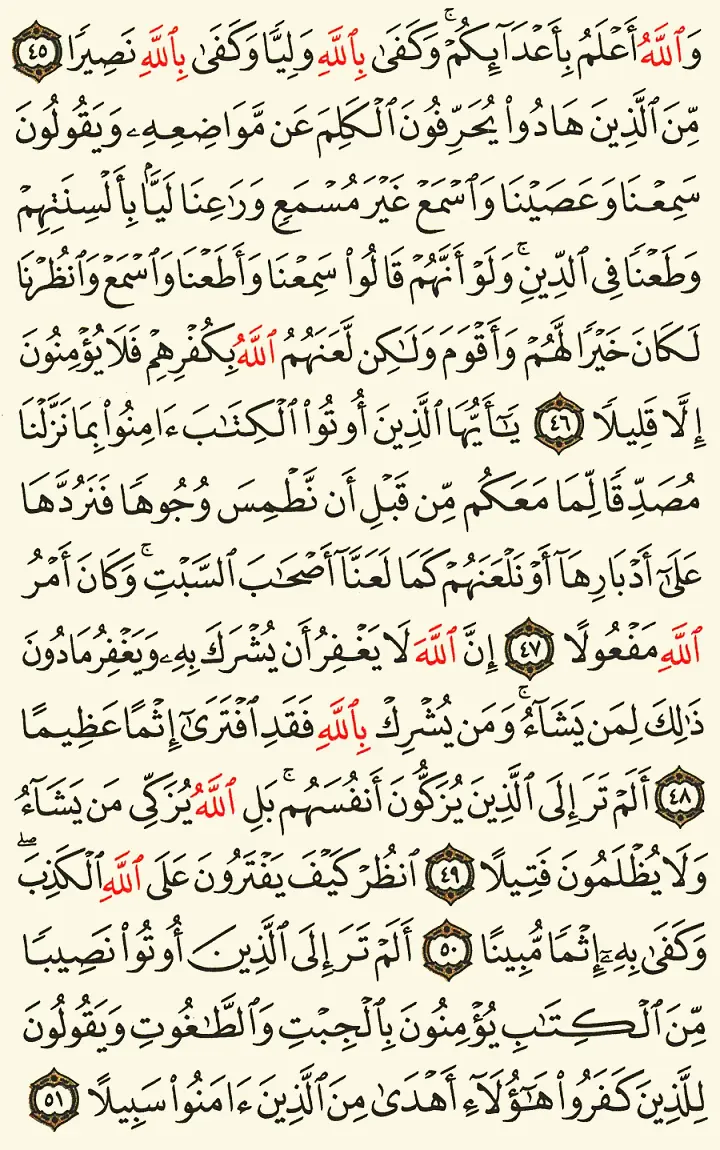 وَٱللَّهُ أَعۡلَمُ بِأَعۡدَآئِكُمۡۚ وَكَفَىٰ بِٱللَّهِ وَلِيّٗا وَكَفَىٰ بِٱللَّهِ نَصِيرٗا ٤٥
مِّنَ ٱلَّذِينَ هَادُواْ يُحَرِّفُونَ ٱلۡكَلِمَ عَن مَّوَاضِعِهِۦ وَيَقُولُونَ
سَمِعۡنَا وَعَصَيۡنَا وَٱسۡمَعۡ غَيۡرَ مُسۡمَعٖ وَرَٰعِنَا لَيَّۢا بِأَلۡسِنَتِهِمۡ
وَطَعۡنٗا فِي ٱلدِّينِۚ وَلَوۡ أَنَّهُمۡ قَالُواْ سَمِعۡنَا وَأَطَعۡنَا وَٱسۡمَعۡ وَٱنظُرۡنَا
لَكَانَ خَيۡرٗا لَّهُمۡ وَأَقۡوَمَ وَلَٰكِن لَّعَنَهُمُ ٱللَّهُ بِكُفۡرِهِمۡ فَلَا يُؤۡمِنُونَ
إِلَّا قَلِيلٗا ٤٦ يَٰٓأَيُّهَا ٱلَّذِينَ أُوتُواْ ٱلۡكِتَٰبَ ءَامِنُواْ بِمَا نَزَّلۡنَا
مُصَدِّقٗا لِّمَا مَعَكُم مِّن قَبۡلِ أَن نَّطۡمِسَ وُجُوهٗا فَنَرُدَّهَا
عَلَىٰٓ أَدۡبَارِهَآ أَوۡ نَلۡعَنَهُمۡ كَمَا لَعَنَّآ أَصۡحَٰبَ ٱلسَّبۡتِۚ وَكَانَ أَمۡرُ
ٱللَّهِ مَفۡعُولًا ٤٧ إِنَّ ٱللَّهَ لَا يَغۡفِرُ أَن يُشۡرَكَ بِهِۦ وَيَغۡفِرُ مَا دُونَ
ذَٰلِكَ لِمَن يَشَآءُۚ وَمَن يُشۡرِكۡ بِٱللَّهِ فَقَدِ ٱفۡتَرَىٰٓ إِثۡمًا عَظِيمًا
٤٨ أَلَمۡ تَرَ إِلَى ٱلَّذِينَ يُزَكُّونَ أَنفُسَهُمۚ بَلِ ٱللَّهُ يُزَكِّي مَن يَشَآءُ
وَلَا يُظۡلَمُونَ فَتِيلًا ٤٩ ٱنظُرۡ كَيۡفَ يَفۡتَرُونَ عَلَى ٱللَّهِ ٱلۡكَذِبَۖ
وَكَفَىٰ بِهِۦٓ إِثۡمٗا مُّبِينًا ٥٠ أَلَمۡ تَرَ إِلَى ٱلَّذِينَ أُوتُواْ نَصِيبٗا
مِّنَ ٱلۡكِتَٰبِ يُؤۡمِنُونَ بِٱلۡجِبۡتِ وَٱلطَّٰغُوتِ وَيَقُولُونَ
لِلَّذِينَ كَفَرُواْ هَٰٓؤُلَآءِ أَهۡدَىٰ مِنَ ٱلَّذِينَ ءَامَنُواْ سَبِيلًا ٥١